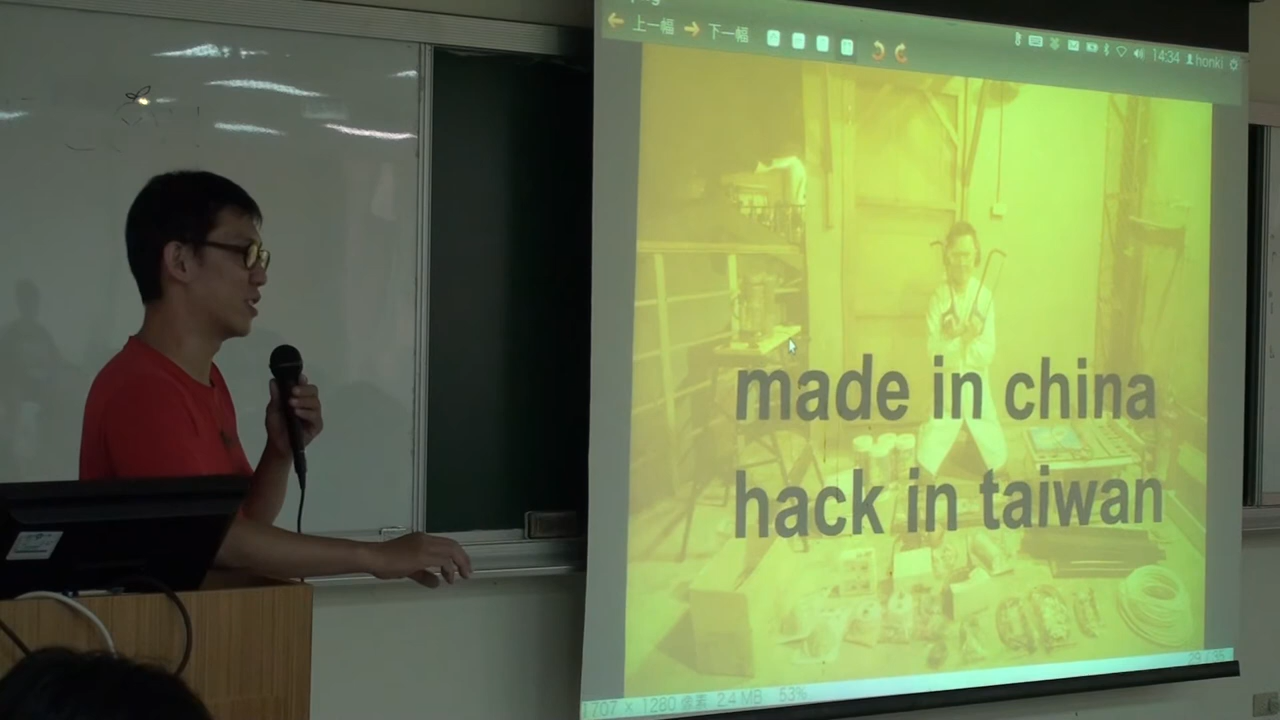 上一幅 下一幅
14:34 honki
made in china
hack in taiwan
1707 × 1280 像素 2.4 MB 53%